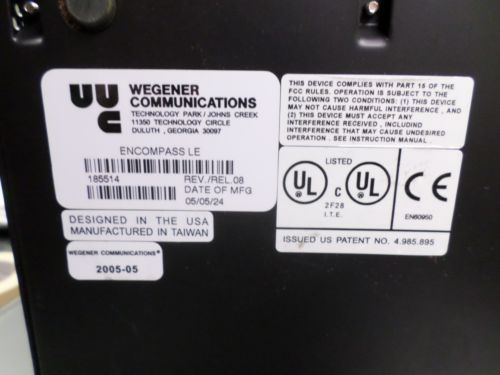 WEGENER
COMMUNICATIONS
TECHNOLOGY PARK / JOHNS CREEK
11350 TECHNOLOGY CIRCLE
DULUTH , GEORGIA 30097
ENCOMPASS LE
185514
REV./REL.08
DATE OF MFG
05/05/24
DESIGNED IN THE USA
MANUFACTURED IN TAIWAN
WEGENER COMMUNICATIONS®
2005-05
THIS DEVICE COMPLIES WITH PART 15 OF THE
FCC RULES. OPERATION IS SUBJECT TO THE
FOLLOWING TWO CONDITIONS: (1) THIS DEVICE
MAY NOT CAUSE HARMFUL INTERFERENCE , AND
(2) THIS DEVICE MUST ACCEPT ANY
INTERFERENCE RECEIVED , INCLUDING
INTERFERENCE THAT MAY CAUSE UNDESIRED
OPERATION . SEE INSTRUCTION MANUAL .
LISTED
UL C UL CE
2F28
I.T.E.
EN60950
ISSUED US PATENT NO. 4.985.895